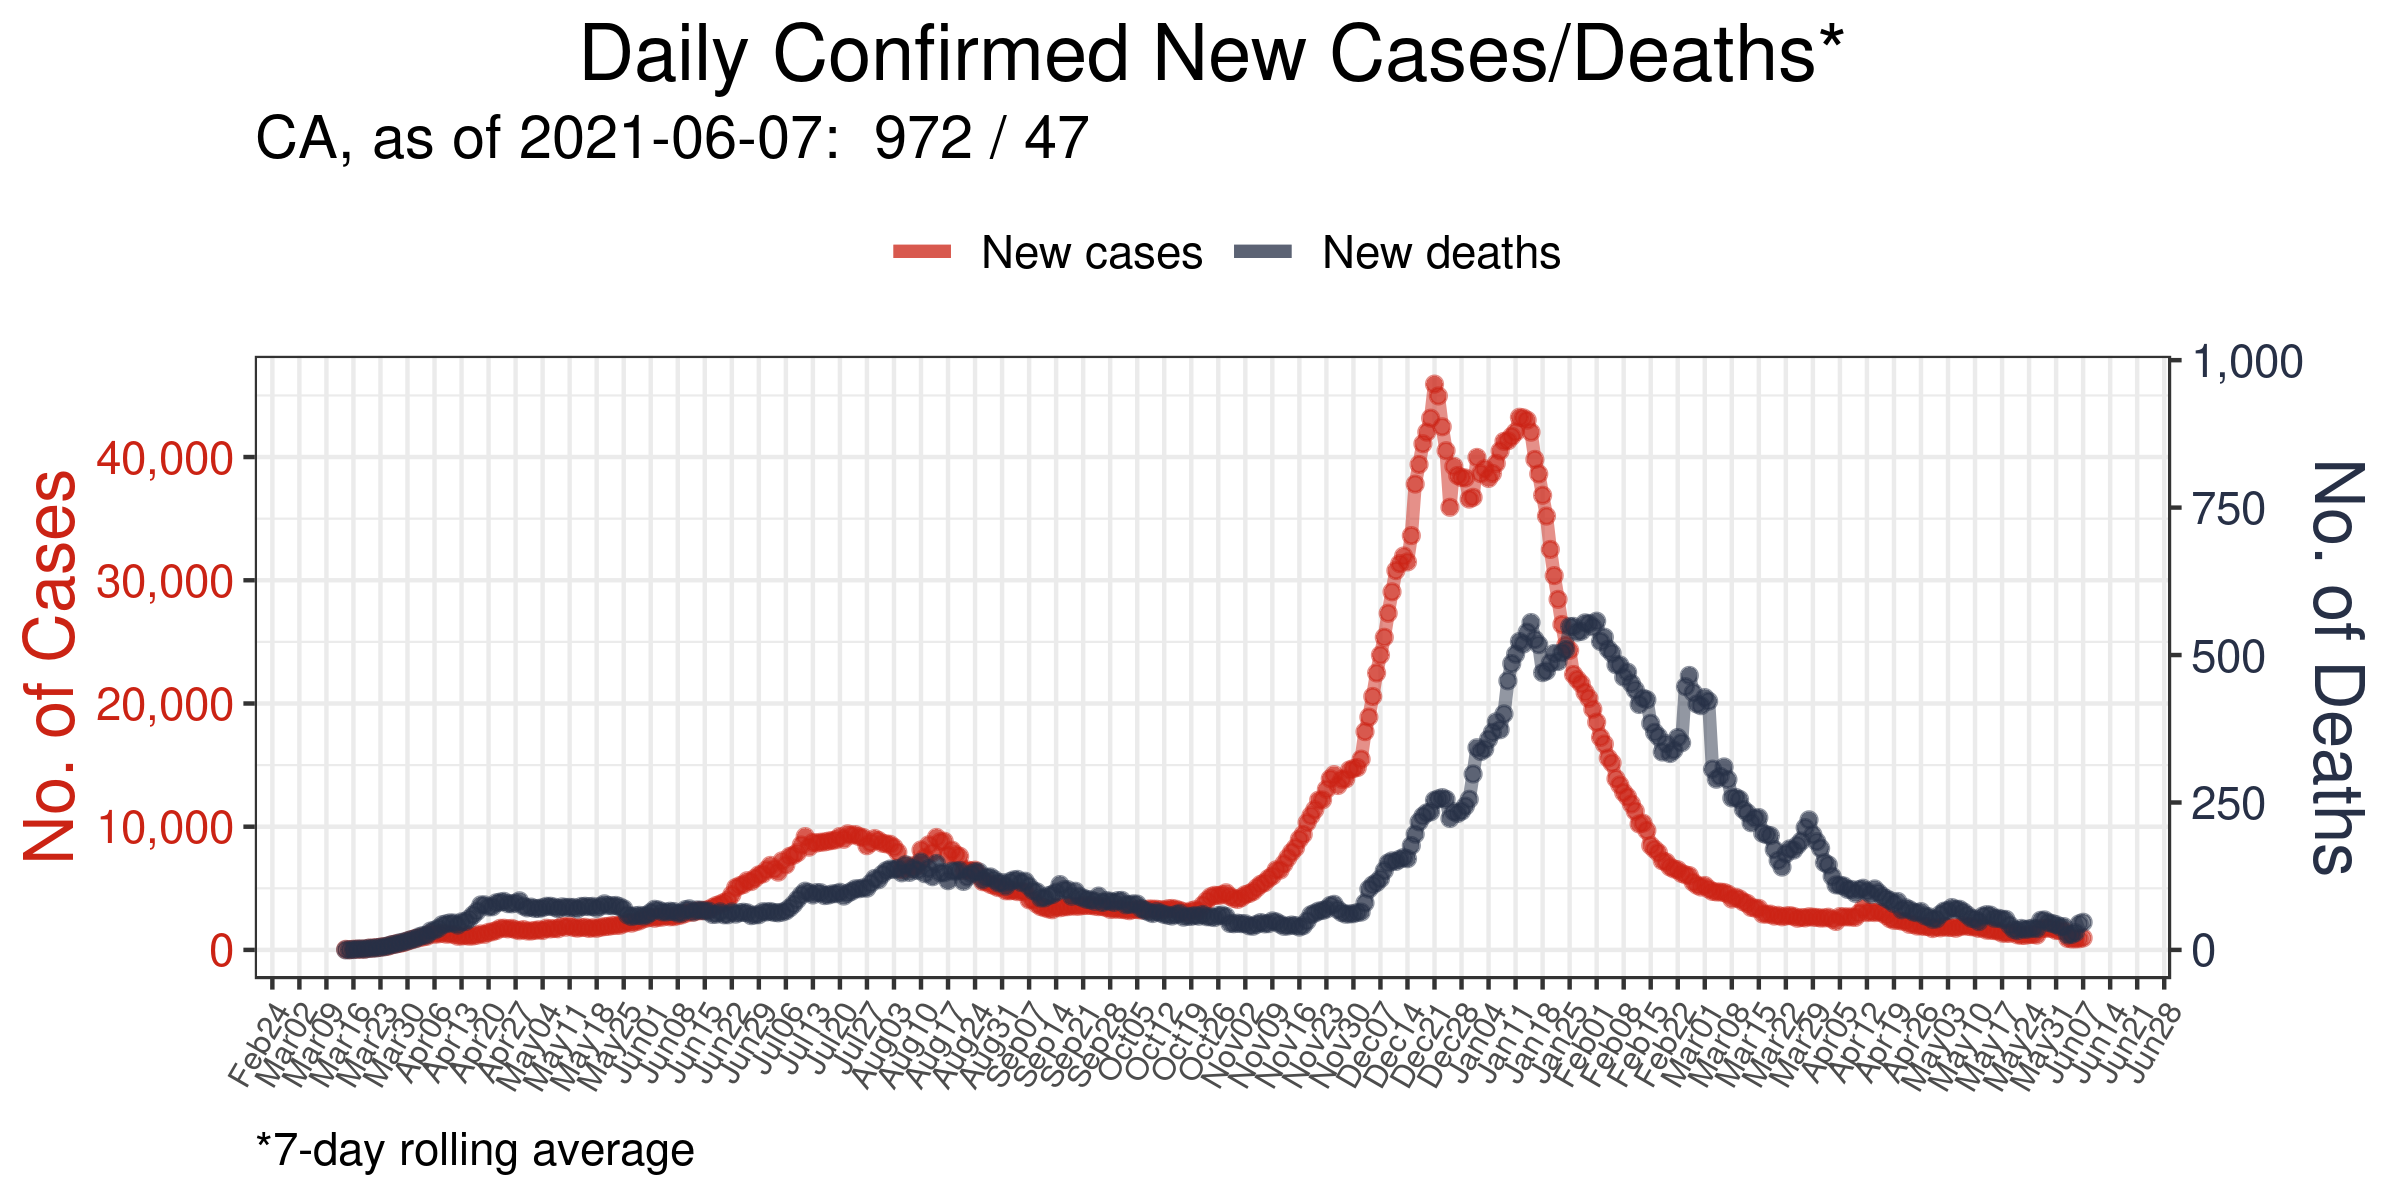 Daily Confirmed New Cases/Deaths*
CA, as of 2021-06-07:  972 / 47
New cases
New deaths
No. of Cases
40,000
30,000
20,000
10,000
0
1,000
750
500
250
0
No. of Deaths
Feb24
Mar02
Mar09
Mar16
Mar23
Mar30
Apr06
Apr13
Apr20
Apr27
May04
May11
May18
May25
Jun01
Jun08
Jun15
Jun22
Jun29
Jul06
Jul13
Jul20
Jul27
Aug03
Aug10
Aug17
Aug24
Aug31
Sep07
Sep14
Sep21
Sep28
Oct05
Oct12
Oct19
Oct26
Nov02
Nov09
Nov16
Nov23
Nov30
Dec07
Dec14
Dec21
Dec28
Jan04
Jan11
Jan18
Jan25
Feb01
Feb08
Feb15
Feb22
Mar01
Mar08
Mar15
Mar22
Mar29
Apr05
Apr12
Apr19
Apr26
May03
May10
May17
May24
May31
Jun07
Jun14
Jun21
Jun28
*7-day rolling average